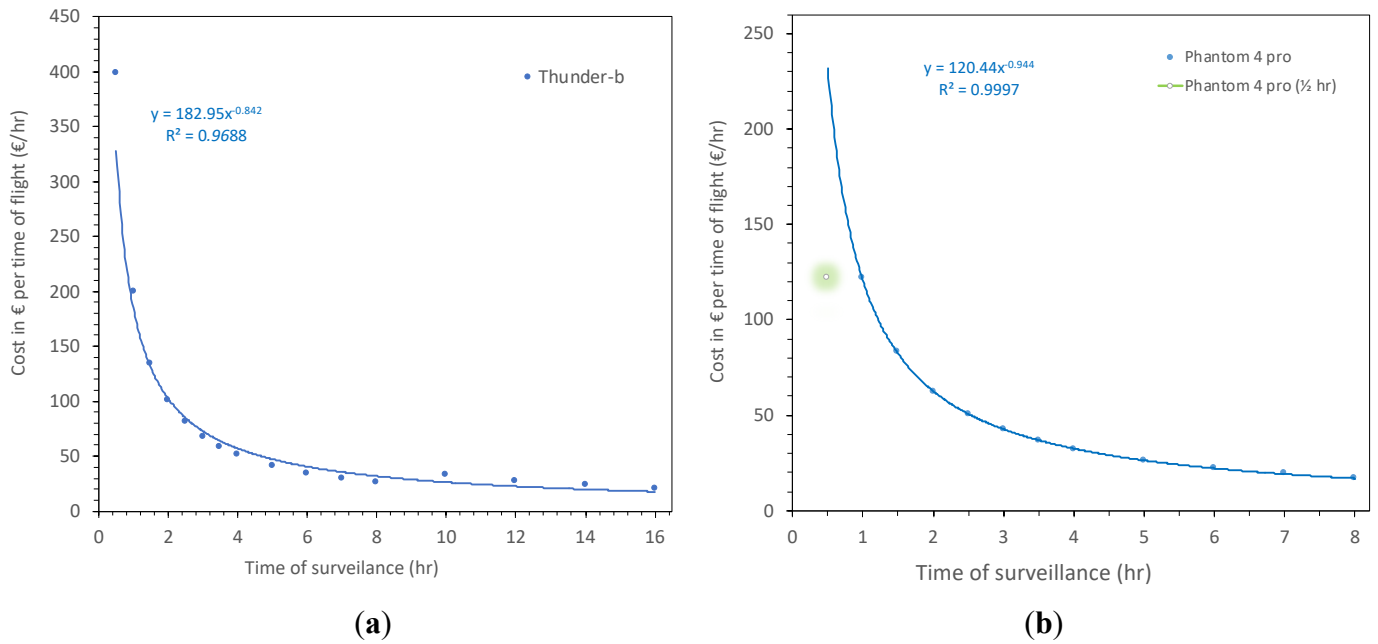 450
400
350
300
250
200
150
100
50
0
Cost in € per time of flight (€/hr)
Thunder-b
y = 182.95x^-0.842
R² = 0.9688
0 2 4 6 8 10 12 14 16
Time of surveilance (hr)
(a)
250
200
150
100
50
0
Cost in € per time of flight (€/hr)
y = 120.44x^-0.944
R² = 0.9997
Phantom 4 pro
Phantom 4 pro (½ hr)
0 1 2 3 4 5 6 7 8
Time of surveillance (hr)
(b)